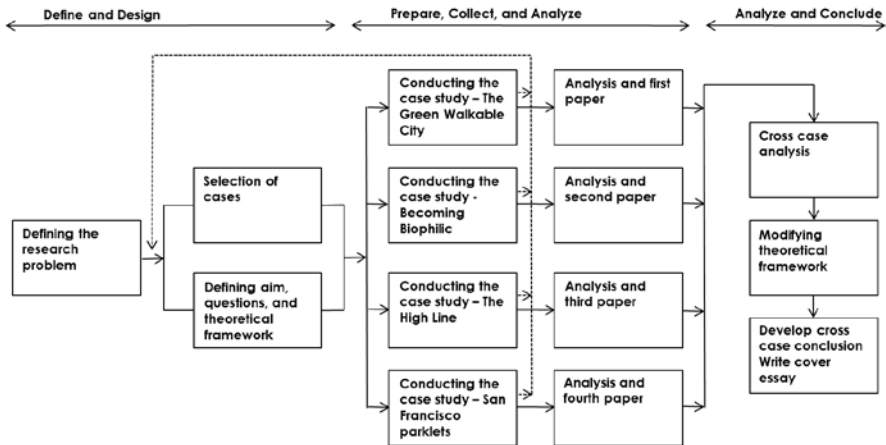 Define and Design
Prepare, Collect, and Analyze
Analyze and Conclude
Defining the
research
problem
Selection of
cases
Defining aim,
questions, and
theoretical
framework
Conducting the
case study – The
Green Walkable
City
Analysis and first
paper
Conducting the
case study -
Becoming
Biophilic
Analysis and
second paper
Conducting the
case study – The
High Line
Analysis and
third paper
Conducting the
case study – San
Francisco
parklets
Analysis and
fourth paper
Cross case
analysis
Modifying
theoretical
framework
Develop cross
case conclusion
Write cover
essay